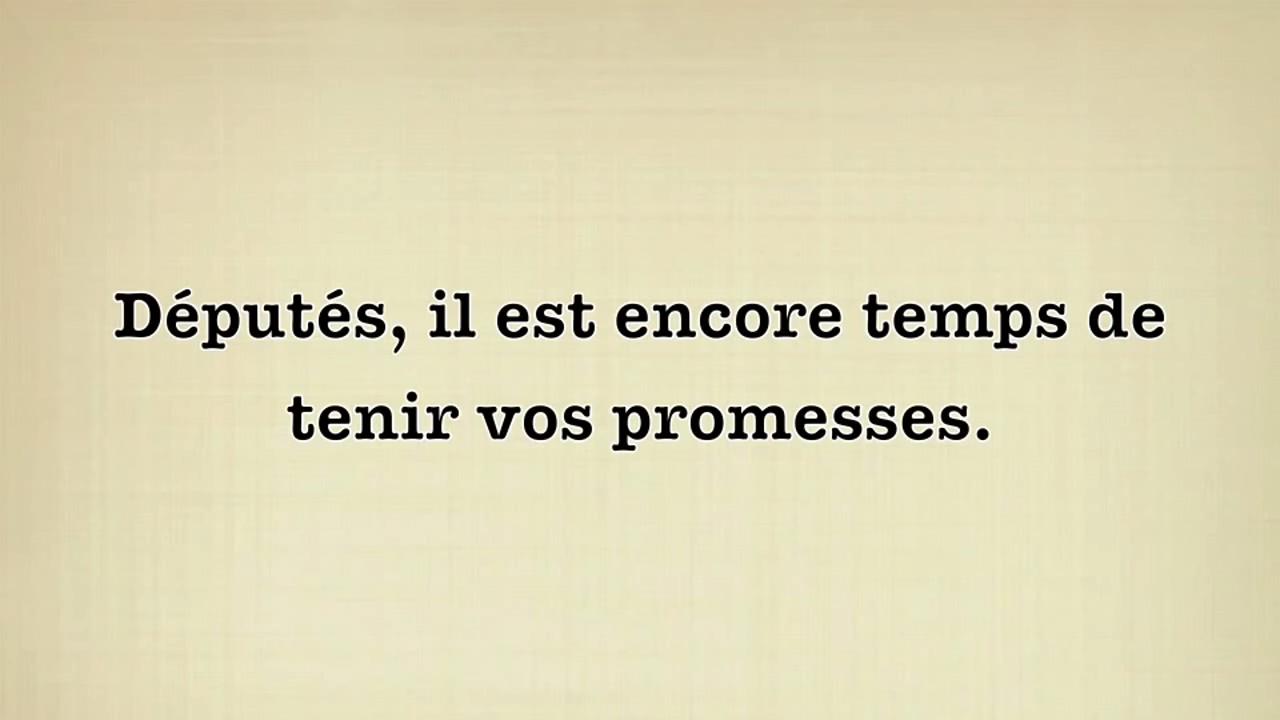 Députés, il est encore temps de
tenir vos promesses.